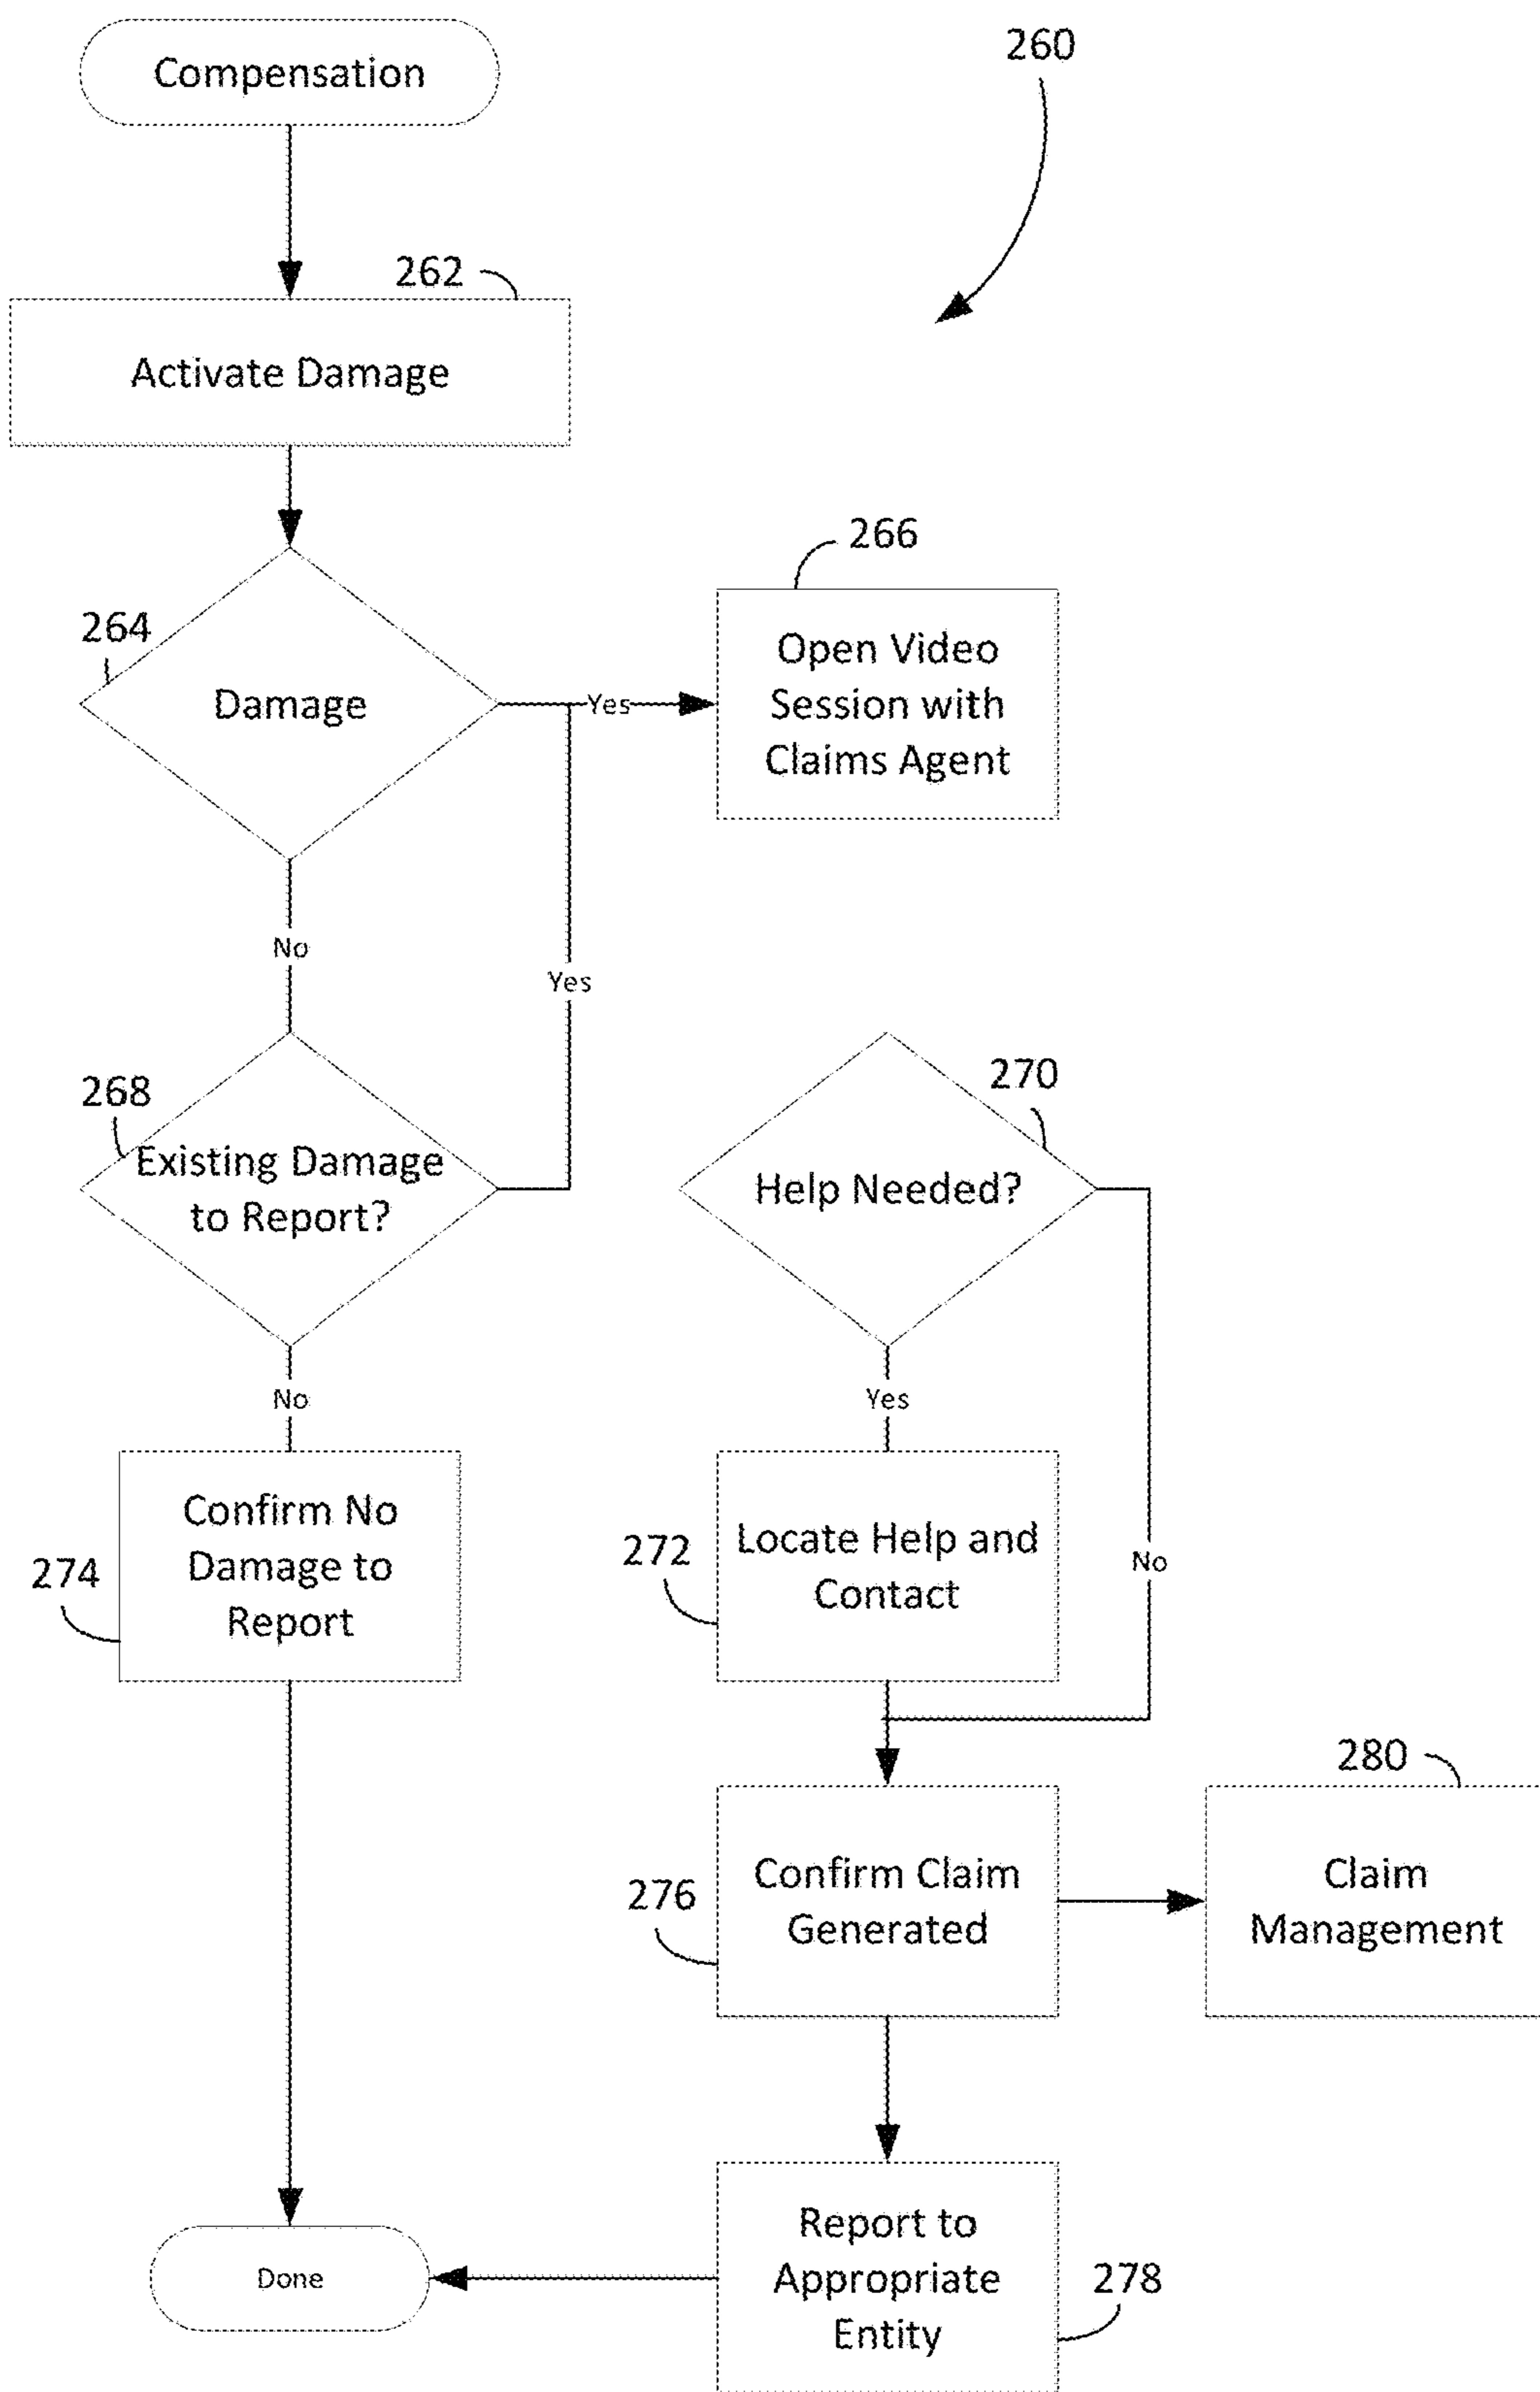 Compensation
260
262
Activate Damage
264
Damage
Yes
266
Open Video
Session with
Claims Agent
No
Yes
268
Existing Damage
to Report?
270
Help Needed?
No
Yes
274
Confirm No
Damage to
Report
272
Locate Help and
Contact
No
276
Confirm Claim
Generated
280
Claim
Management
Done
Report to
Appropriate
Entity
278